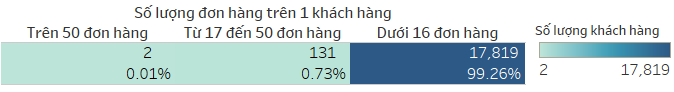 Số lượng đơn hàng trên 1 khách hàng
Trên 50 đơn hàng Từ 17 đến 50 đơn hàng Dưới 16 đơn hàng
2 131 17,819
0.01% 0.73% 99.26%
Số lượng khách hàng
2 17,819